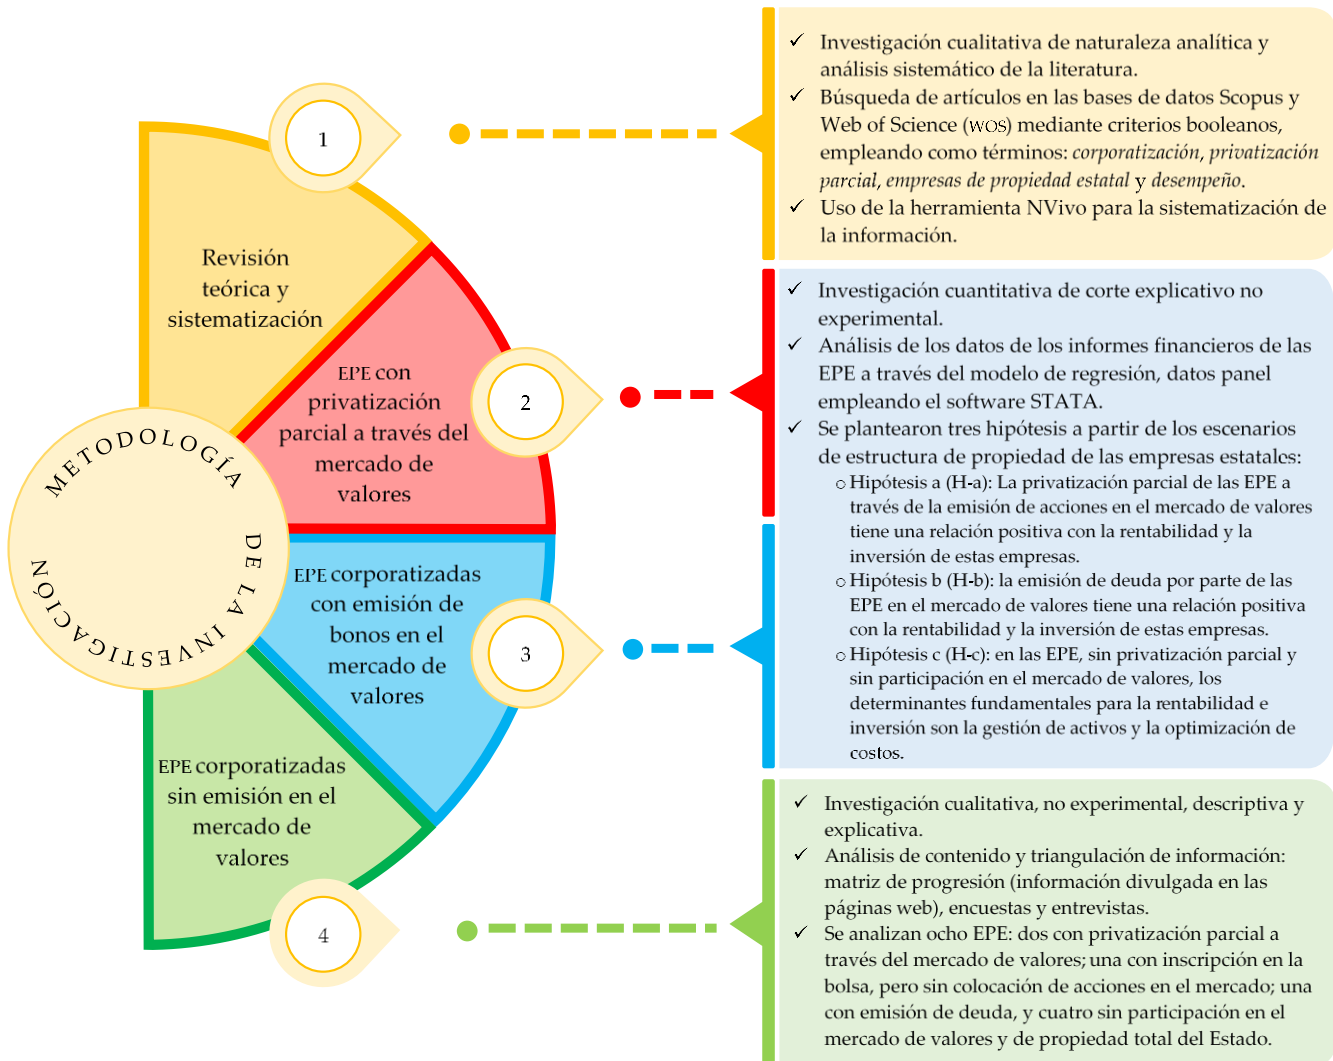 METODOLOGÍA
DE LA INVESTIGACIÓN
1
Revisión
teórica y
sistematización
2
EPE con
privatización
parcial a través del
mercado de
valores
3
EPE corporatizadas
con emisión de
bonos en el
mercado de
valores
4
EPE corporatizadas
sin emisión en el
mercado de
valores
✓ Investigación cualitativa de naturaleza analítica y
análisis sistemático de la literatura.
✓ Búsqueda de artículos en las bases de datos Scopus y
Web of Science (WOS) mediante criterios booleanos,
empleando como términos: corporatización, privatización
parcial, empresas de propiedad estatal y desempeño.
✓ Uso de la herramienta NVivo para la sistematización de
la información.
✓ Investigación cuantitativa de corte explicativo no
experimental.
✓ Análisis de los datos de los informes financieros de las
EPE a través del modelo de regresión, datos panel
empleando el software STATA.
✓ Se plantearon tres hipótesis a partir de los escenarios
de estructura de propiedad de las empresas estatales:
o Hipótesis a (H-a): La privatización parcial de las EPE a
través de la emisión de acciones en el mercado de valores
tiene una relación positiva con la rentabilidad y la
inversión de estas empresas.
o Hipótesis b (H-b): la emisión de deuda por parte de las
EPE en el mercado de valores tiene una relación positiva
con la rentabilidad y la inversión de estas empresas.
o Hipótesis c (H-c): en las EPE, sin privatización parcial y
sin participación en el mercado de valores, los
determinantes fundamentales para la rentabilidad e
inversión son la gestión de activos y la optimización de
costos.
✓ Investigación cualitativa, no experimental, descriptiva y
explicativa.
✓ Análisis de contenido y triangulación de información:
matriz de progresión (información divulgada en las
páginas web), encuestas y entrevistas.
✓ Se analizan ocho EPE: dos con privatización parcial a
través del mercado de valores; una con inscripción en la
bolsa, pero sin colocación de acciones en el mercado; una
con emisión de deuda, y cuatro sin participación en el
mercado de valores y de propiedad total del Estado.